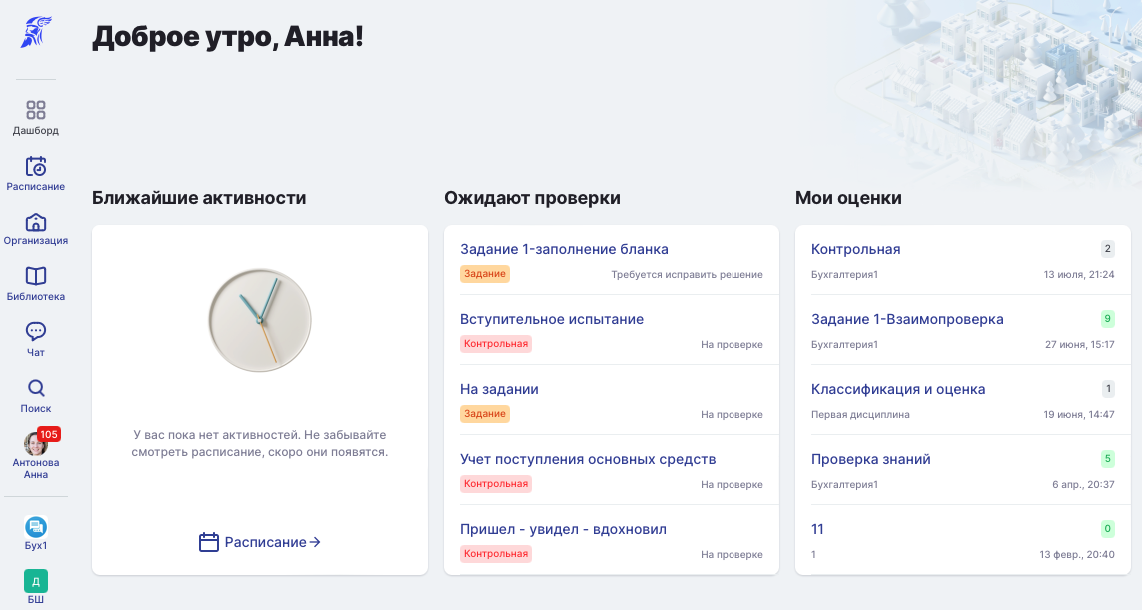 Доброе утро, Анна!
Дашборд
Расписание
Организация
Библиотека
Чат
Поиск
105
Антонова
Анна
Бух1
Д
БШ
Ближайшие активности
У вас пока нет активностей. Не забывайте
смотреть расписание, скоро они появятся.
Расписание→
Ожидают проверки
Задание 1-заполнение бланка
Задание Требуется исправить решение
Вступительное испытание
Контрольная На проверке
На задании
Задание На проверке
Учет поступления основных средств
Контрольная На проверке
Пришел - увидел - вдохновил
Контрольная На проверке
Мои оценки
Контрольная 2
Бухгалтерия1 13 июля, 21:24
Задание 1-Взаимопроверка 9
Бухгалтерия1 27 июня, 15:17
Классификация и оценка 1
Первая дисциплина 19 июня, 14:47
Проверка знаний 5
Бухгалтерия1 6 апр., 20:37
11 0
1 13 февр., 20:40